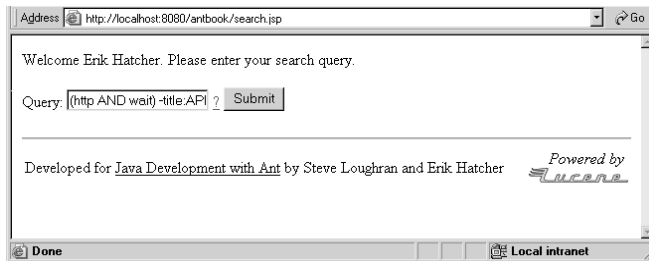 Address http://localhost:8080/antbook/search.jsp Go
Welcome Erik Hatcher. Please enter your search query.
Query: (http AND wait) -title:API ? Submit
Developed for Java Development with Ant by Steve Loughran and Erik Hatcher
Powered by
Lucene
Done Local intranet